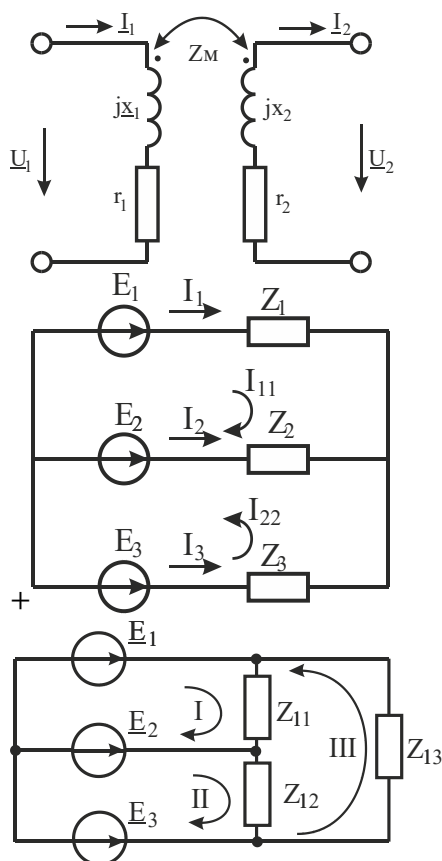 I₁ Zм I₂
jx₁ jx₂
U₁ U₂
r₁ r₂
E₁ I₁ Z₁
I₁₁
E₂ I₂ Z₂
I₂₂
E₃ I₃ Z₃
+
E₁
I Z₁₁
E₂ III Z₁₃
II Z₁₂
E₃